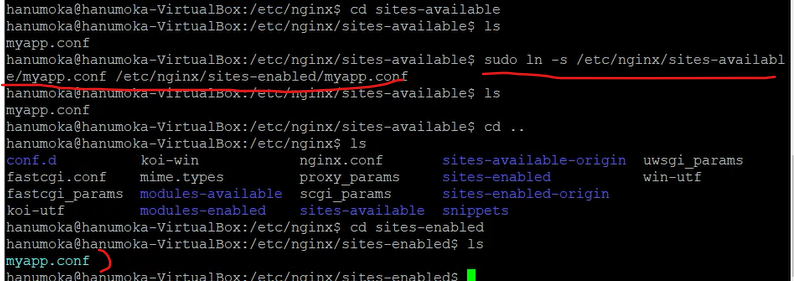 hanumoka@hanumoka-VirtualBox:/etc/nginx$ cd sites-available
hanumoka@hanumoka-VirtualBox:/etc/nginx/sites-available$ ls
myapp.conf
hanumoka@hanumoka-VirtualBox:/etc/nginx/sites-available$ sudo ln -s /etc/nginx/sites-availabl
e/myapp.conf /etc/nginx/sites-enabled/myapp.conf
hanumoka@hanumoka-VirtualBox:/etc/nginx/sites-available$ ls
myapp.conf
hanumoka@hanumoka-VirtualBox:/etc/nginx/sites-available$ cd ..
hanumoka@hanumoka-VirtualBox:/etc/nginx$ ls
conf.d koi-win nginx.conf sites-available-origin uwsgi_params
fastcgi.conf mime.types proxy_params sites-enabled win-utf
fastcgi_params modules-available scgi_params sites-enabled-origin
koi-utf modules-enabled sites-available snippets
hanumoka@hanumoka-VirtualBox:/etc/nginx$ cd sites-enabled
hanumoka@hanumoka-VirtualBox:/etc/nginx/sites-enabled$ ls
myapp.conf
hanumoka@hanumoka-VirtualBox:/etc/nginx/sites-enabled$